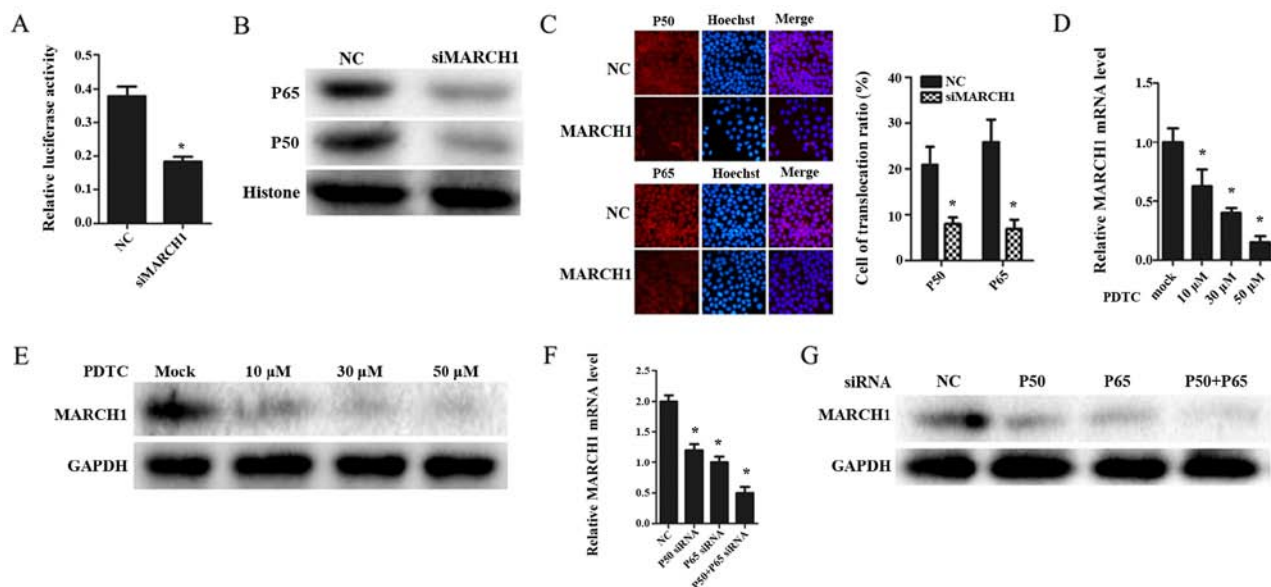 A
Relative luciferase activity
0.5
0.4
0.3
0.2
0.1
0.0
*
NC
siMARCH1
B
NC siMARCH1
P65
P50
Histone
C
P50 Hoechst Merge
NC
MARCH1
P65 Hoechst Merge
NC
MARCH1
Cell of translocation ratio (%)
40
30
20
10
0
NC
siMARCH1
*
*
P50
P65
D
Relative MARCH1 mRNA level
1.5
1.0
0.5
0.0
*
*
*
PDTC
mock
10 μM
30 μM
50 μM
E
PDTC Mock 10 μM 30 μM 50 μM
MARCH1
GAPDH
F
Relative MARCH1 mRNA level
2.5
2.0
1.5
1.0
0.5
0.0
*
*
*
NC
P50 siRNA
P65 siRNA
P50+P65 siRNA
G
siRNA NC P50 P65 P50+P65
MARCH1
GAPDH